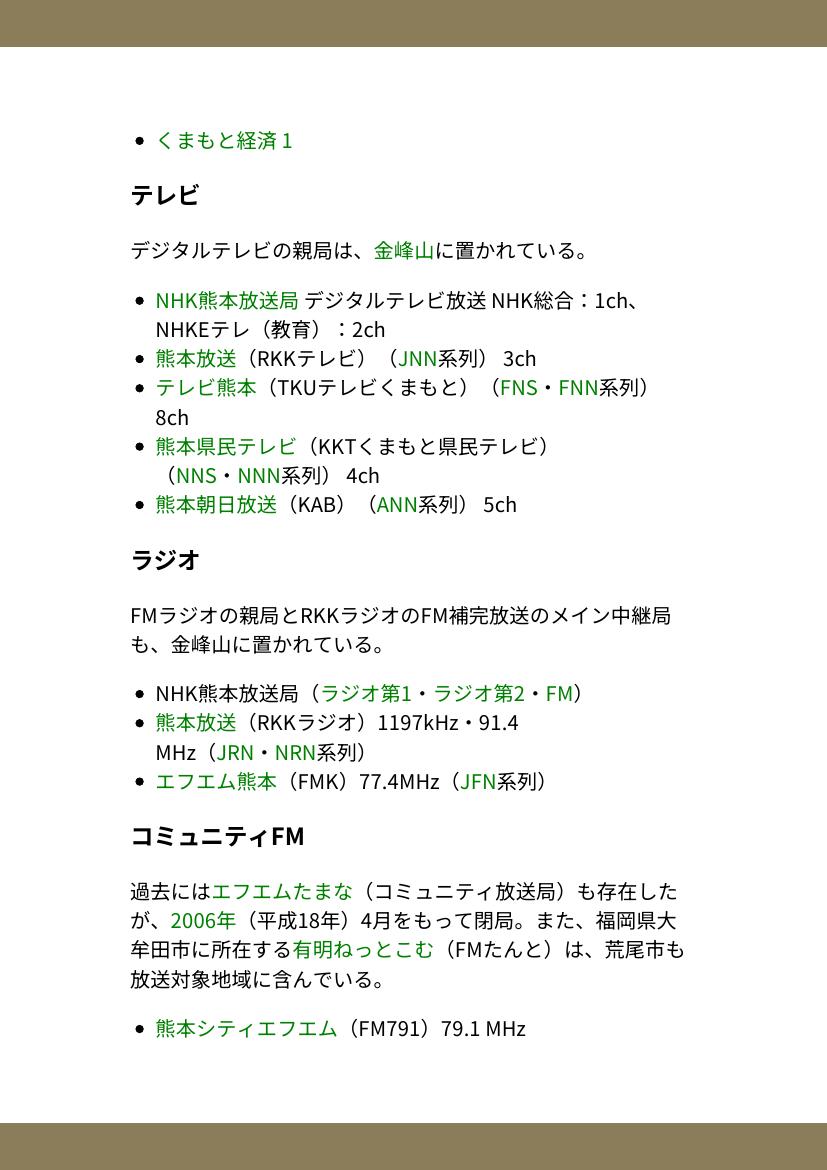 くまもと経済 1
テレビ
デジタルテレビの親局は、金峰山に置かれている。
NHK熊本放送局 デジタルテレビ放送 NHK総合：1ch、
NHKEテレ（教育）：2ch
熊本放送（RKKテレビ）（JNN系列） 3ch
テレビ熊本（TKUテレビくまもと）（FNS・FNN系列）
8ch
熊本県民テレビ（KKTくまもと県民テレビ）
（NNS・NNN系列） 4ch
熊本朝日放送（KAB）（ANN系列） 5ch
ラジオ
FMラジオの親局とRKKラジオのFM補完放送のメイン中継局
も、金峰山に置かれている。
NHK熊本放送局（ラジオ第1・ラジオ第2・FM）
熊本放送（RKKラジオ）1197kHz・91.4
MHz（JRN・NRN系列）
エフエム熊本（FMK）77.4MHz（JFN系列）
コミュニティFM
過去にはエフエムたまな（コミュニティ放送局）も存在した
が、2006年（平成18年）4月をもって閉局。また、福岡県大
牟田市に所在する有明ねっとこむ（FMたんと）は、荒尾市も
放送対象地域に含んでいる。
熊本シティエフエム（FM791）79.1 MHz